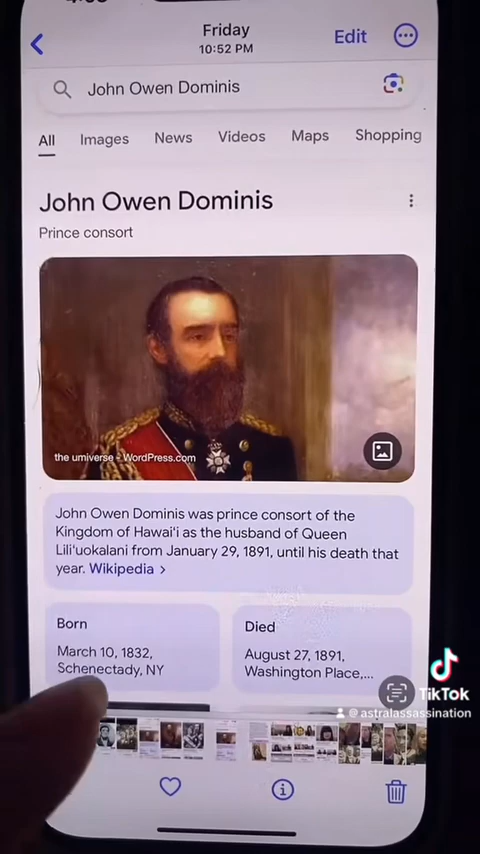 Friday
10:52 PM
Edit
John Owen Dominis
All Images News Videos Maps Shopping
John Owen Dominis
Prince consort
the umiverse - WordPress.com
John Owen Dominis was prince consort of the
Kingdom of Hawaiʻi as the husband of Queen
Liliʻuokalani from January 29, 1891, until his death that
year. Wikipedia >
Born
March 10, 1832,
Schenectady, NY
Died
August 27, 1891,
Washington Place,...
TikTok
@astralassassination